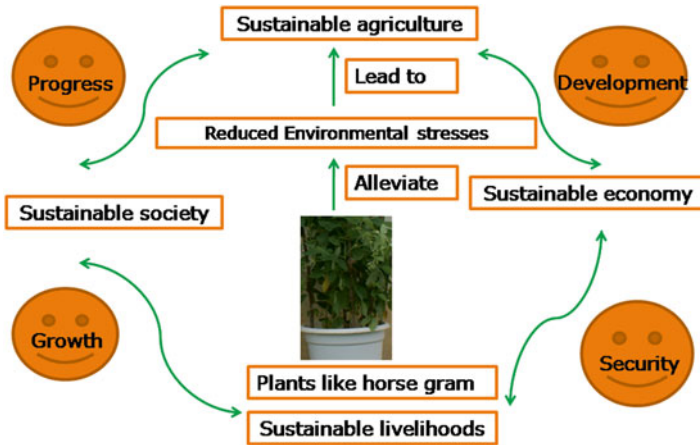 Sustainable agriculture
Progress
Lead to
Development
Reduced Environmental stresses
Alleviate
Sustainable society
Sustainable economy
Growth
Security
Plants like horse gram
Sustainable livelihoods